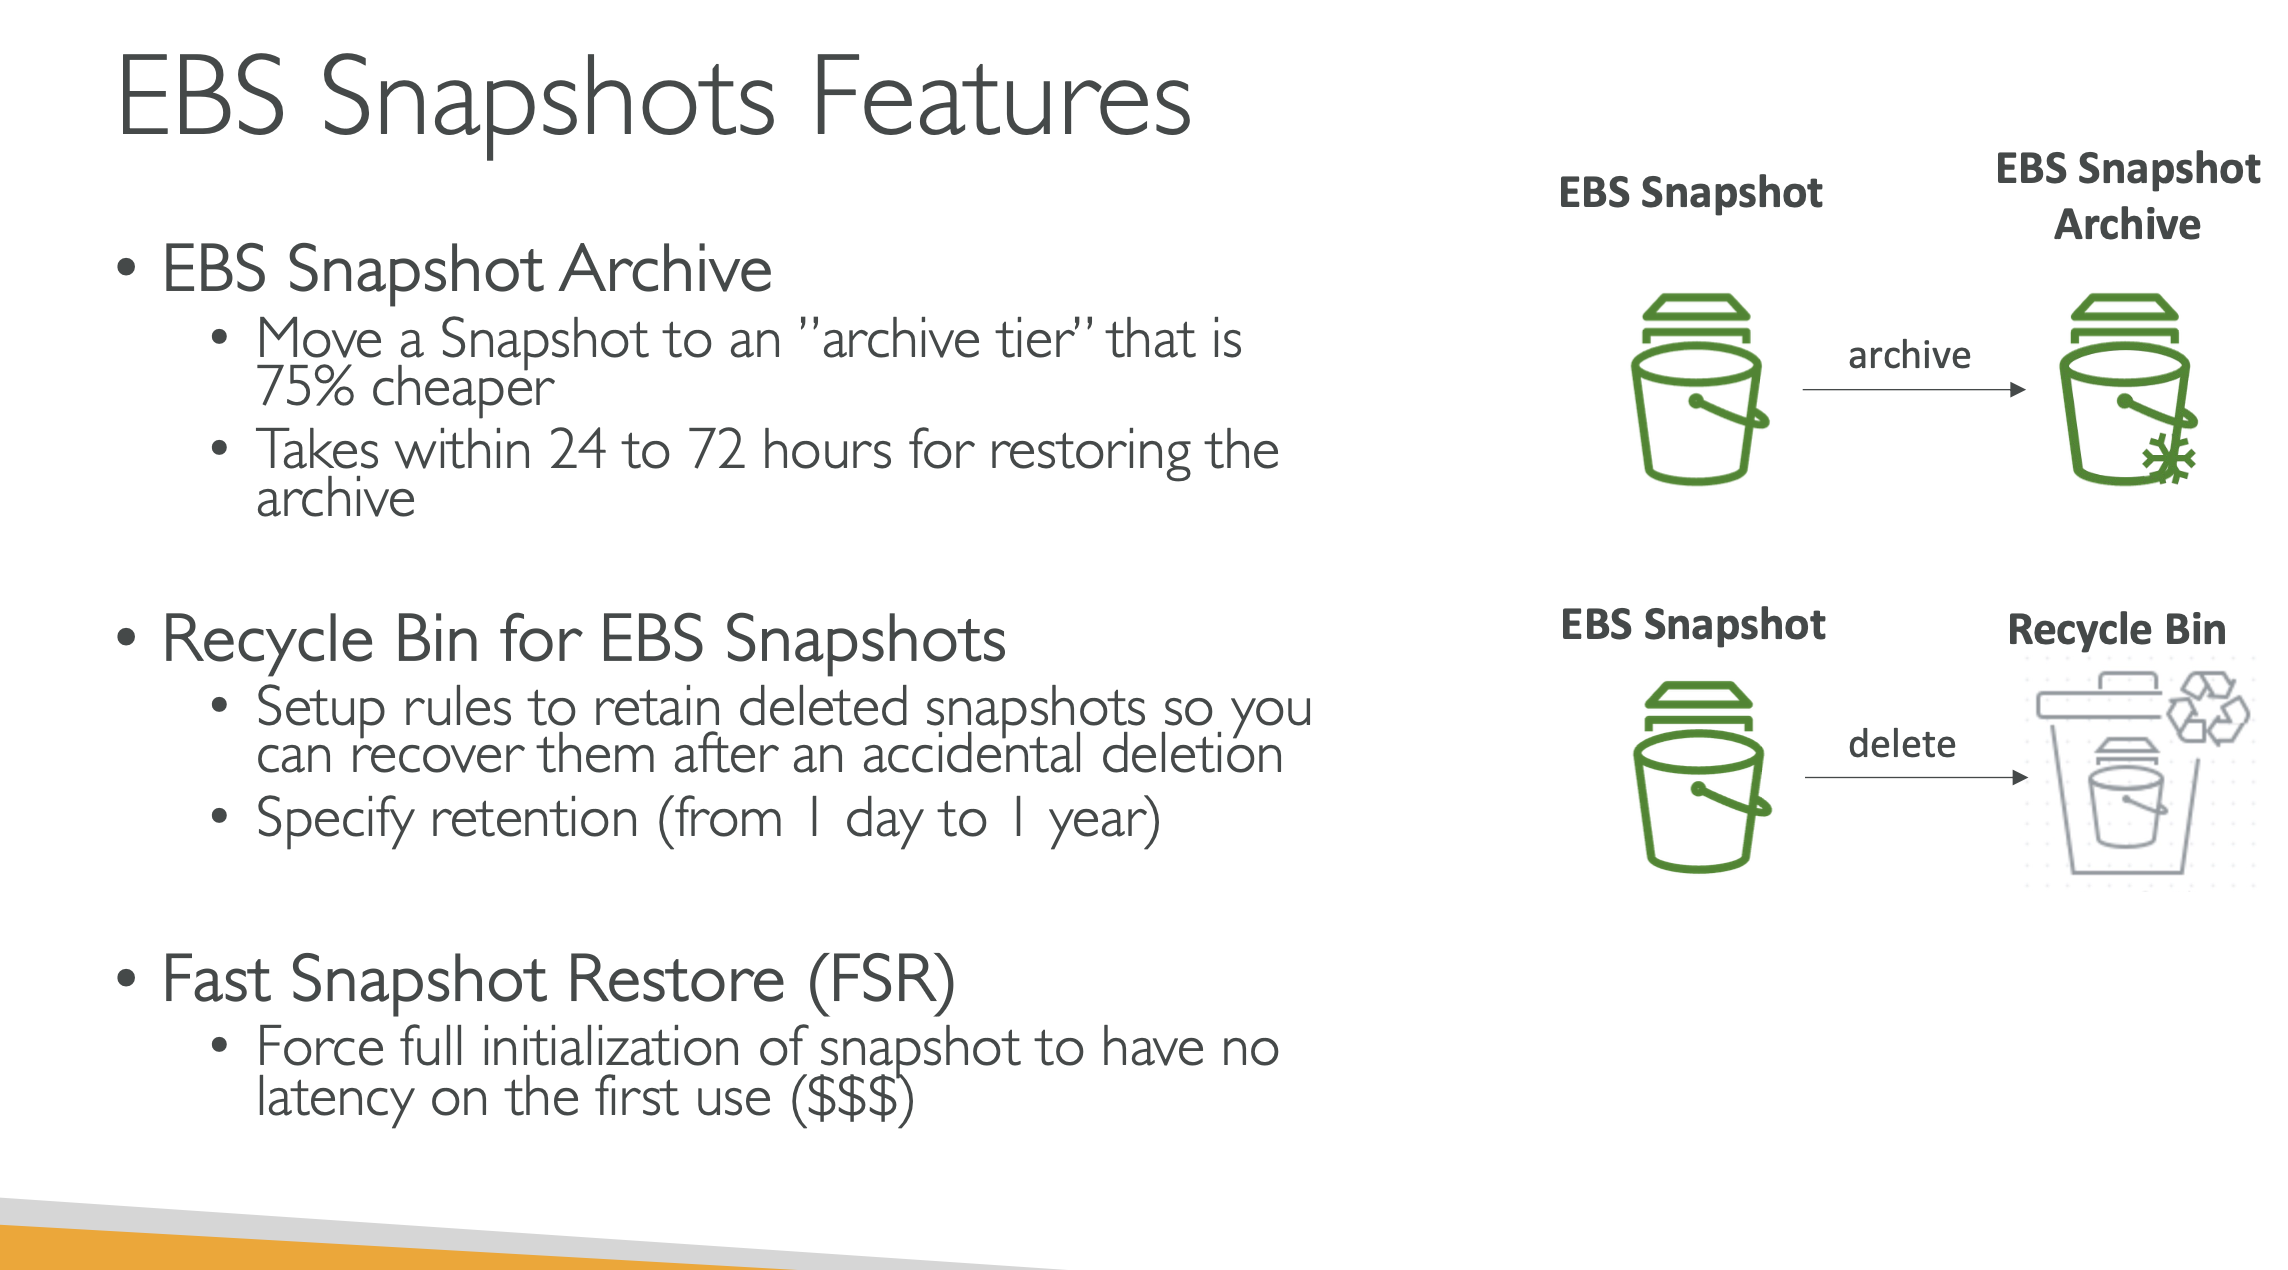 EBS Snapshots Features
• EBS Snapshot Archive
• Move a Snapshot to an ”archive tier” that is
75% cheaper
• Takes within 24 to 72 hours for restoring the
archive
• Recycle Bin for EBS Snapshots
• Setup rules to retain deleted snapshots so you
can recover them after an accidental deletion
• Specify retention (from 1 day to 1 year)
• Fast Snapshot Restore (FSR)
• Force full initialization of snapshot to have no
latency on the first use ($$$)
EBS Snapshot
EBS Snapshot
Archive
archive
EBS Snapshot
Recycle Bin
delete